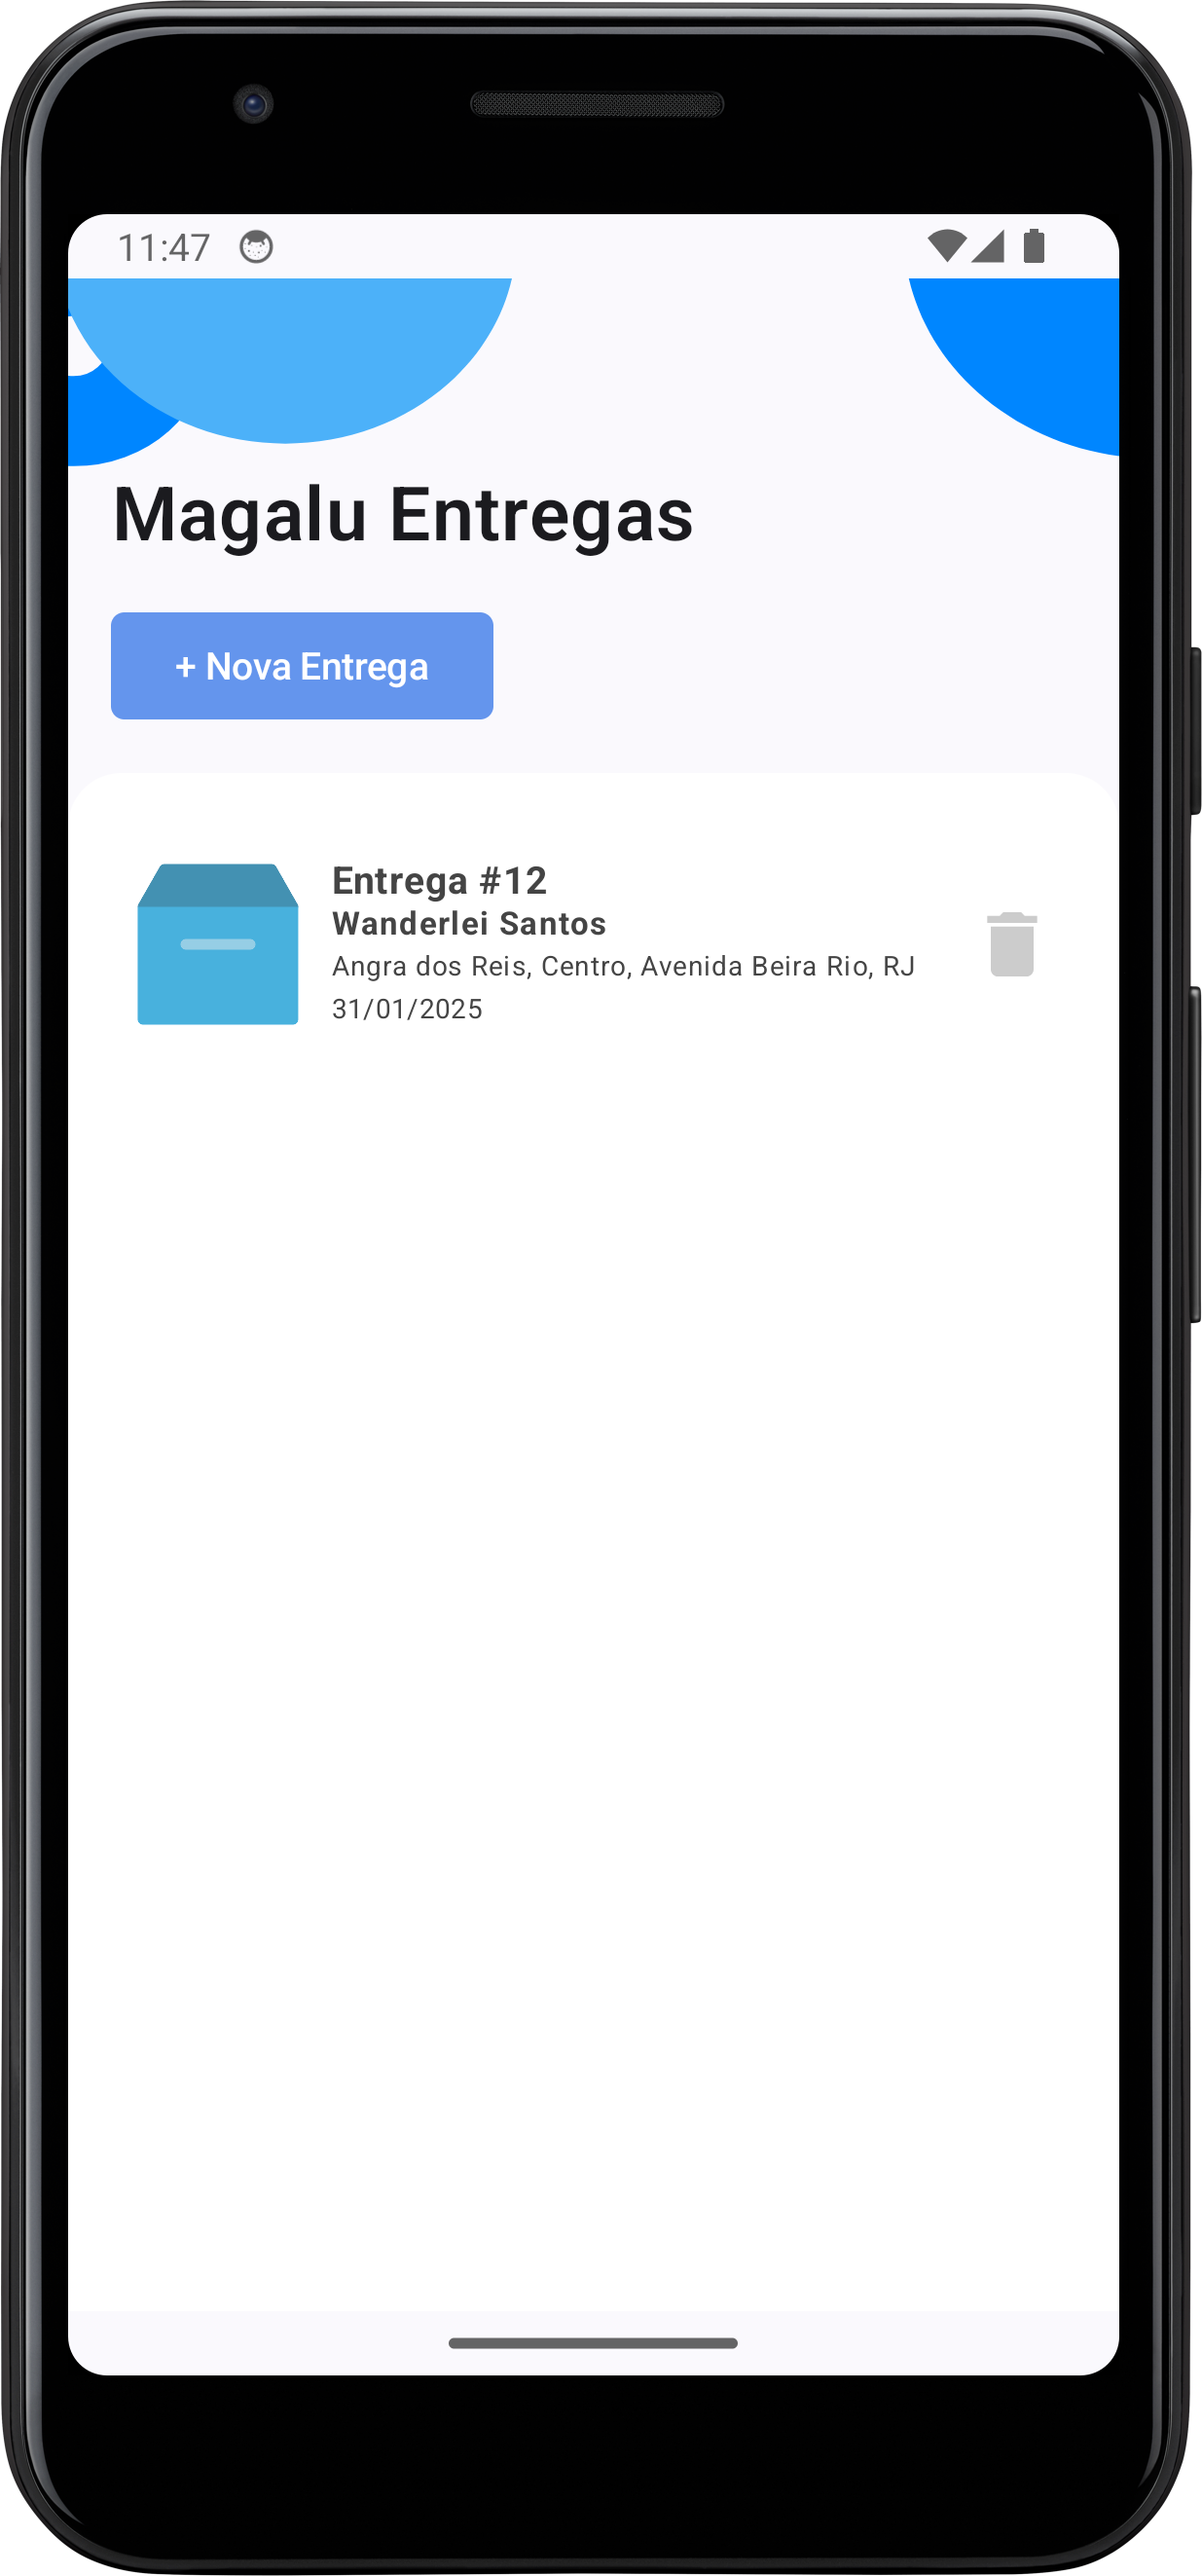 11:47
Magalu Entregas
+ Nova Entrega
Entrega #12
Wanderlei Santos
Angra dos Reis, Centro, Avenida Beira Rio, RJ
31/01/2025